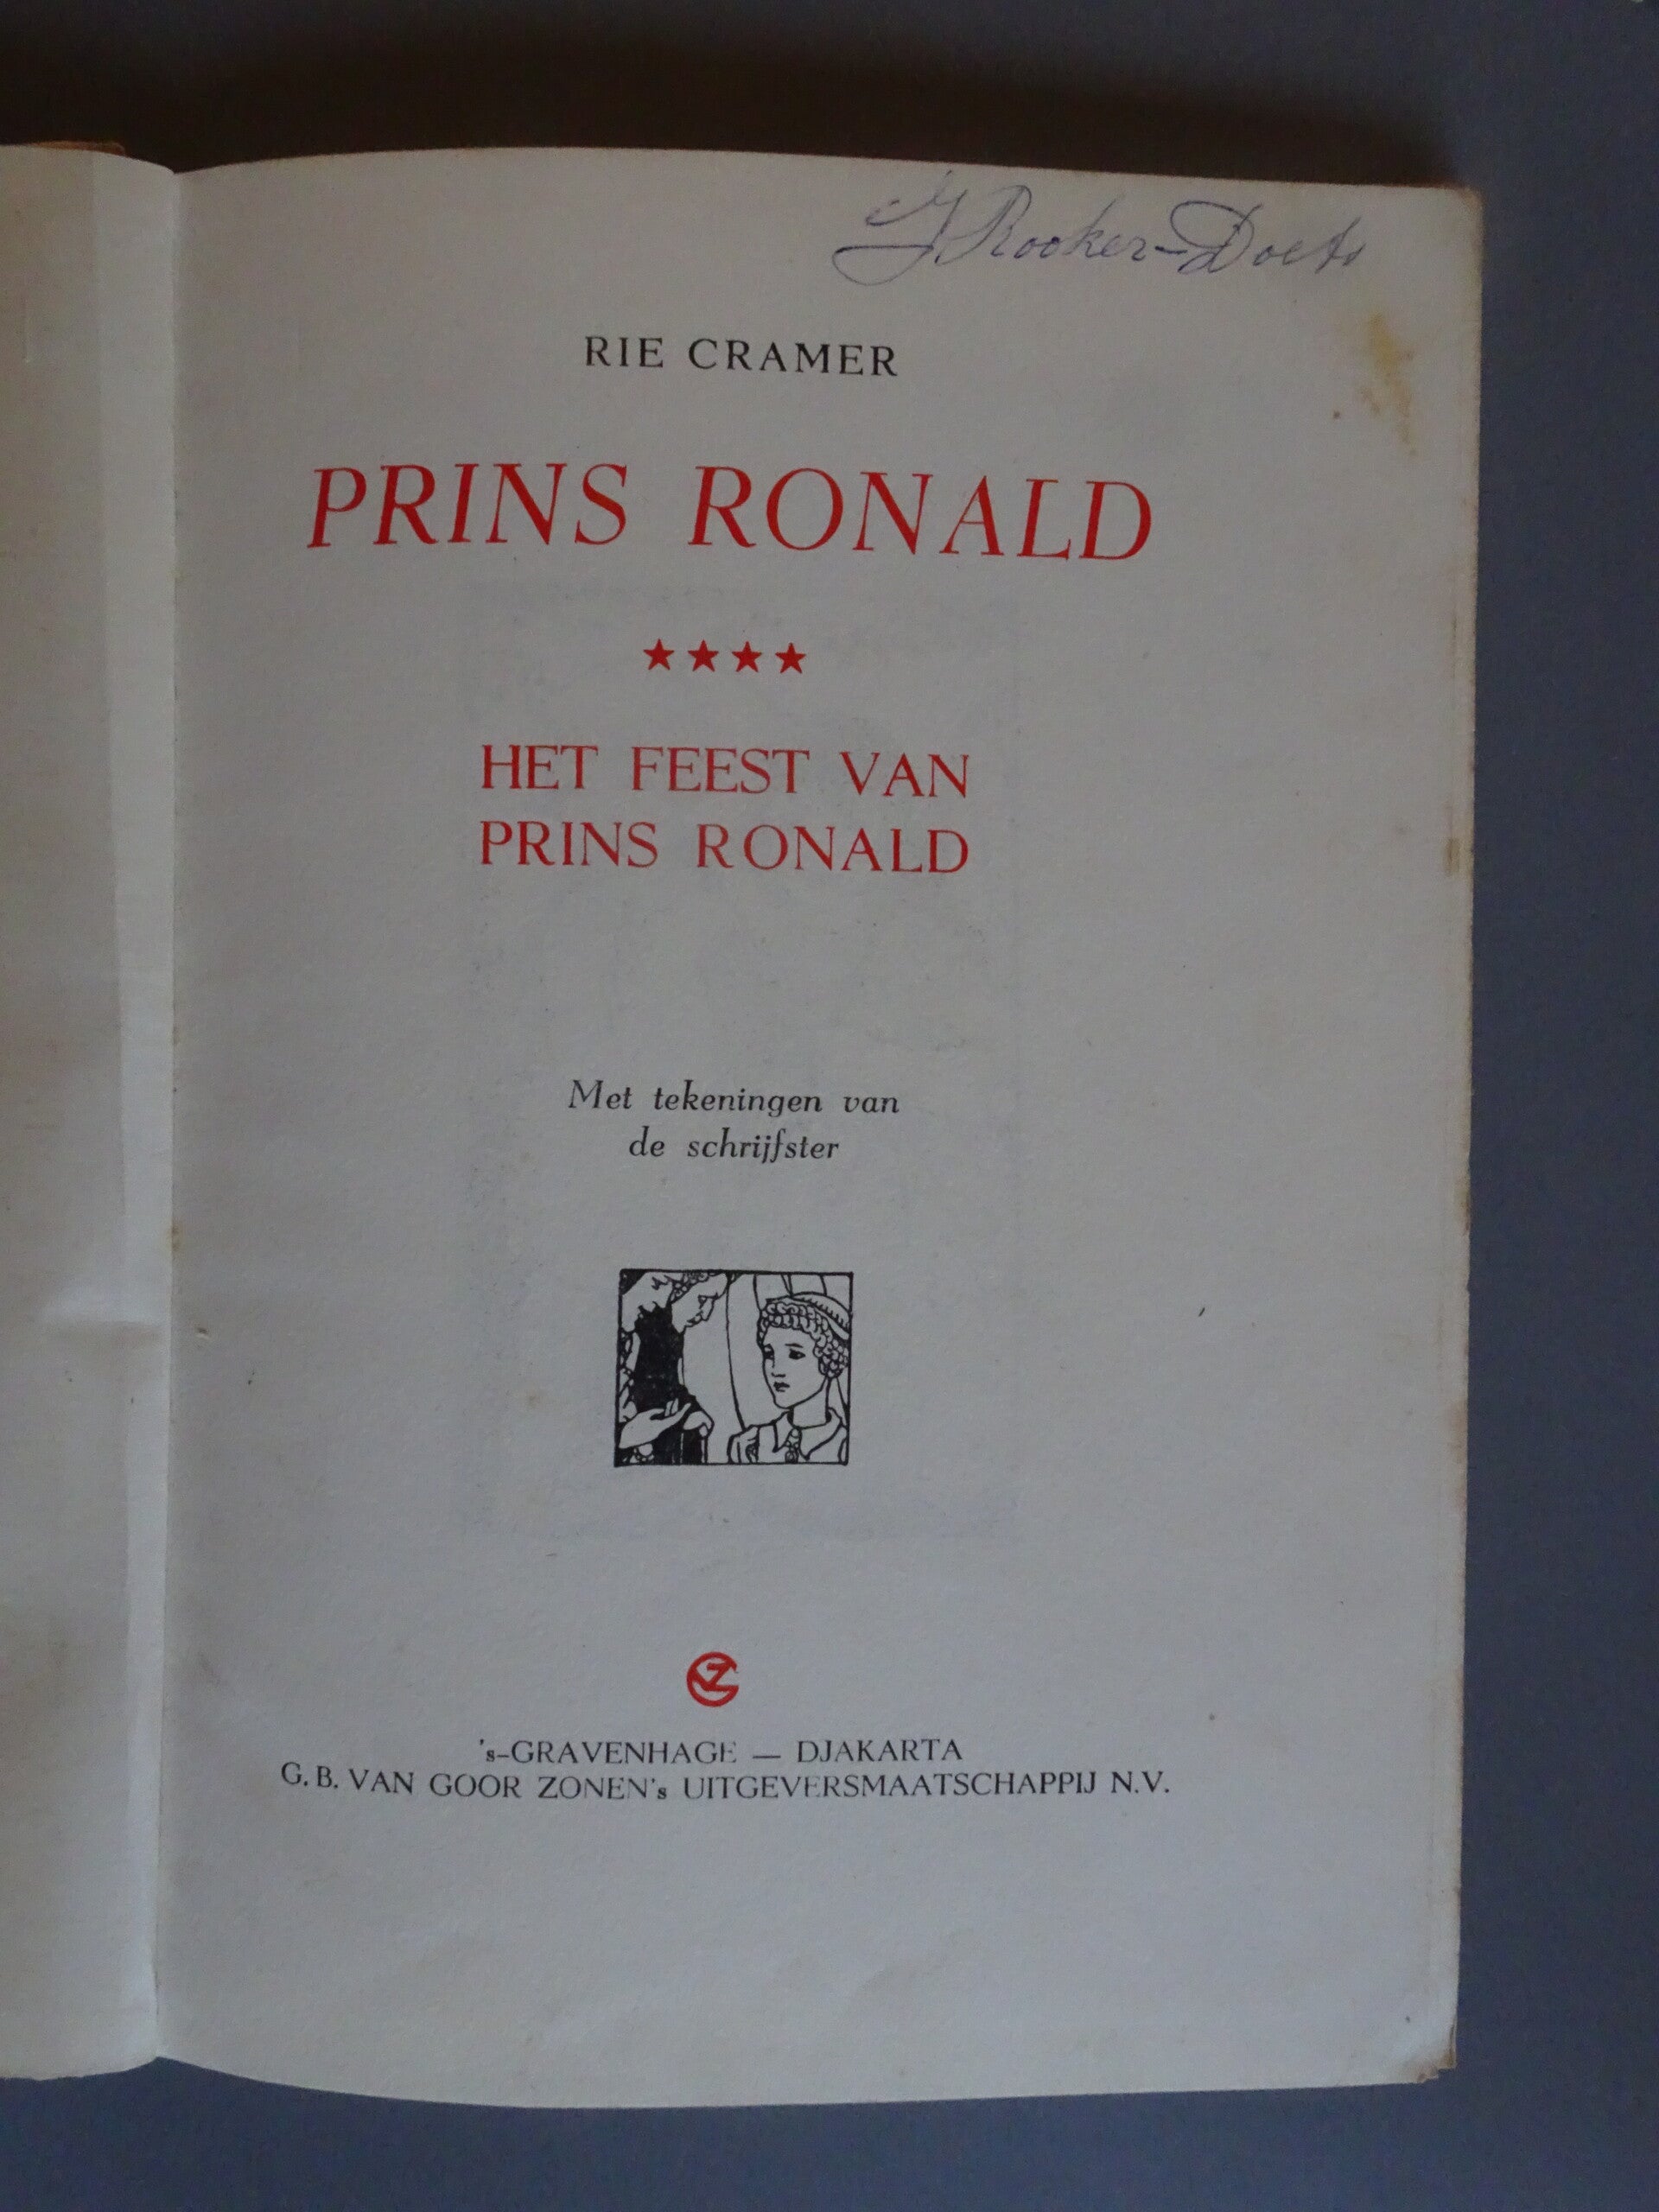 J Rooker-Doets
RIE CRAMER
PRINS RONALD
★★★★
HET FEEST VAN
PRINS RONALD
Met tekeningen van
de schrijfster
's-GRAVENHAGE — DJAKARTA
G. B. VAN GOOR ZONEN's UITGEVERSMAATSCHAPPIJ N.V.